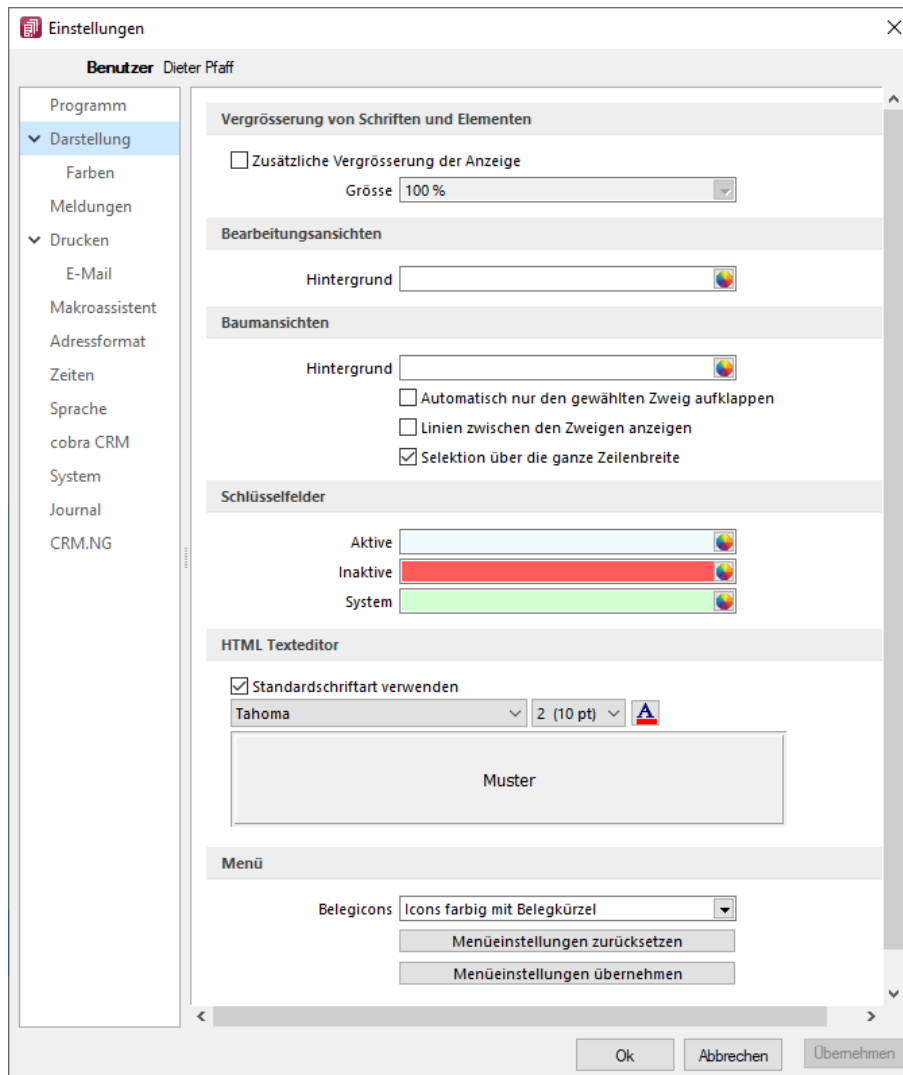 Einstellungen
Benutzer Dieter Pfaff
Programm
Darstellung
Farben
Meldungen
Drucken
E-Mail
Makroassistent
Adressformat
Zeiten
Sprache
cobra CRM
System
Journal
CRM.NG
Vergrösserung von Schriften und Elementen
Zusätzliche Vergrösserung der Anzeige
Grösse 100 %
Bearbeitungsansichten
Hintergrund
Baumansichten
Hintergrund
Automatisch nur den gewählten Zweig aufklappen
Linien zwischen den Zweigen anzeigen
Selektion über die ganze Zeilenbreite
Schlüsselfelder
Aktive
Inaktive
System
HTML Texteditor
Standardschriftart verwenden
Tahoma 2 (10 pt) A
Muster
Menü
Belegicons Icons farbig mit Belegkürzel
Menüeinstellungen zurücksetzen
Menüeinstellungen übernehmen
Ok Abbrechen Übernehmen